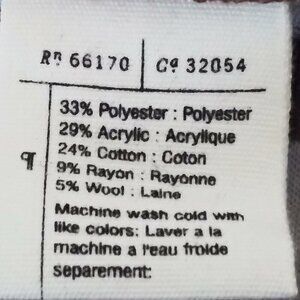 Rn 66170 Ca 32054
33% Polyester : Polyester
29% Acrylic : Acrylique
24% Cotton : Coton
9% Rayon : Rayonne
5% Wool : Laine
Machine wash cold with
like colors: Laver a la
machine a l'eau froide
separement: